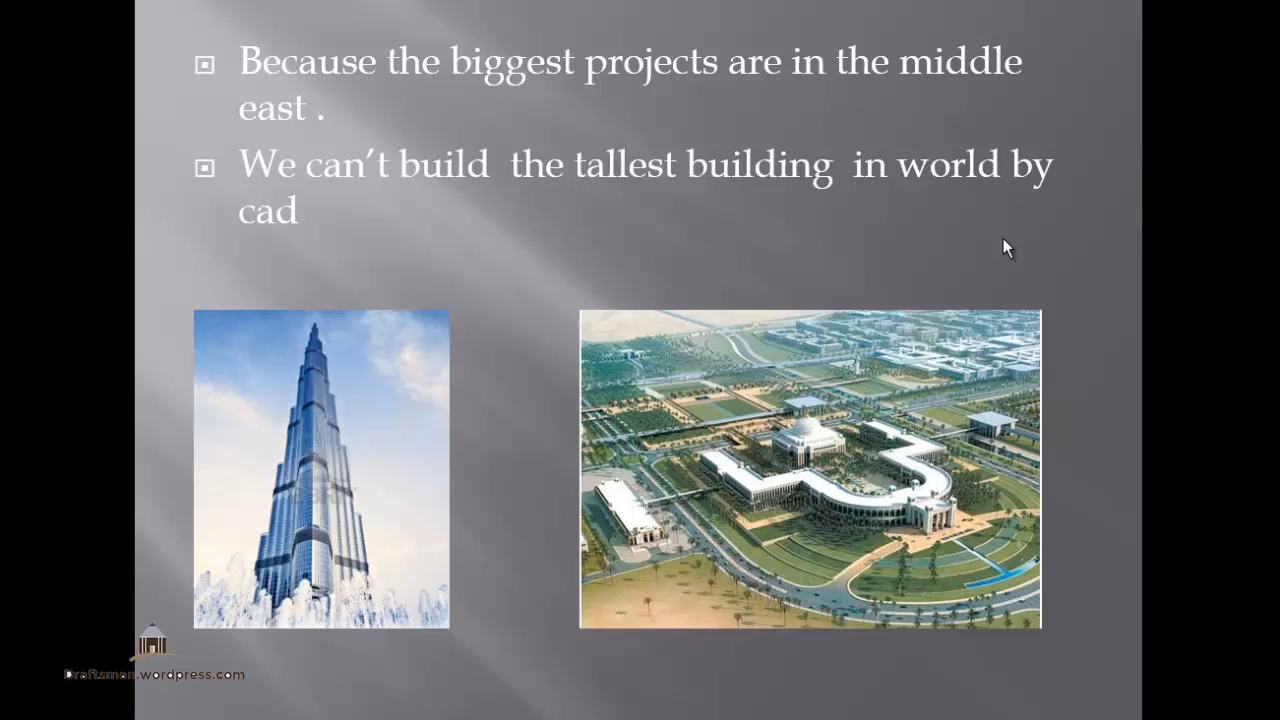 Because the biggest projects are in the middle
east .
We can’t build  the tallest building  in world by
cad
Draftsman.wordpress.com